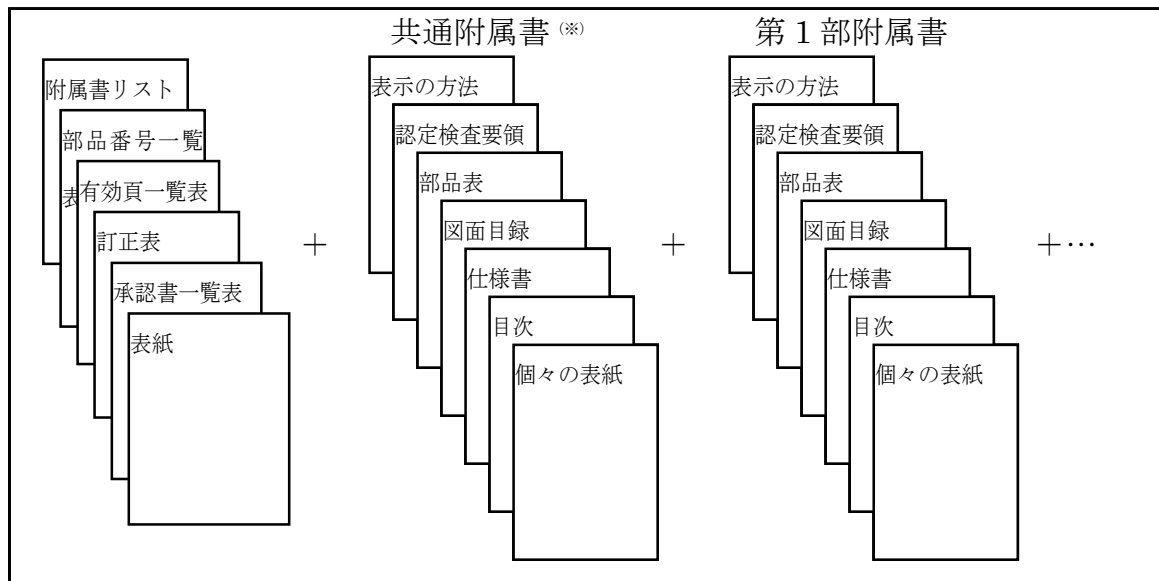 共通附属書(※)
第1部附属書
附属書リスト
部品番号一覧
表
有効頁一覧表
訂正表
承認書一覧表
表紙
+
表示の方法
認定検査要領
部品表
図面目録
仕様書
目次
個々の表紙
+
表示の方法
認定検査要領
部品表
図面目録
仕様書
目次
個々の表紙
+…